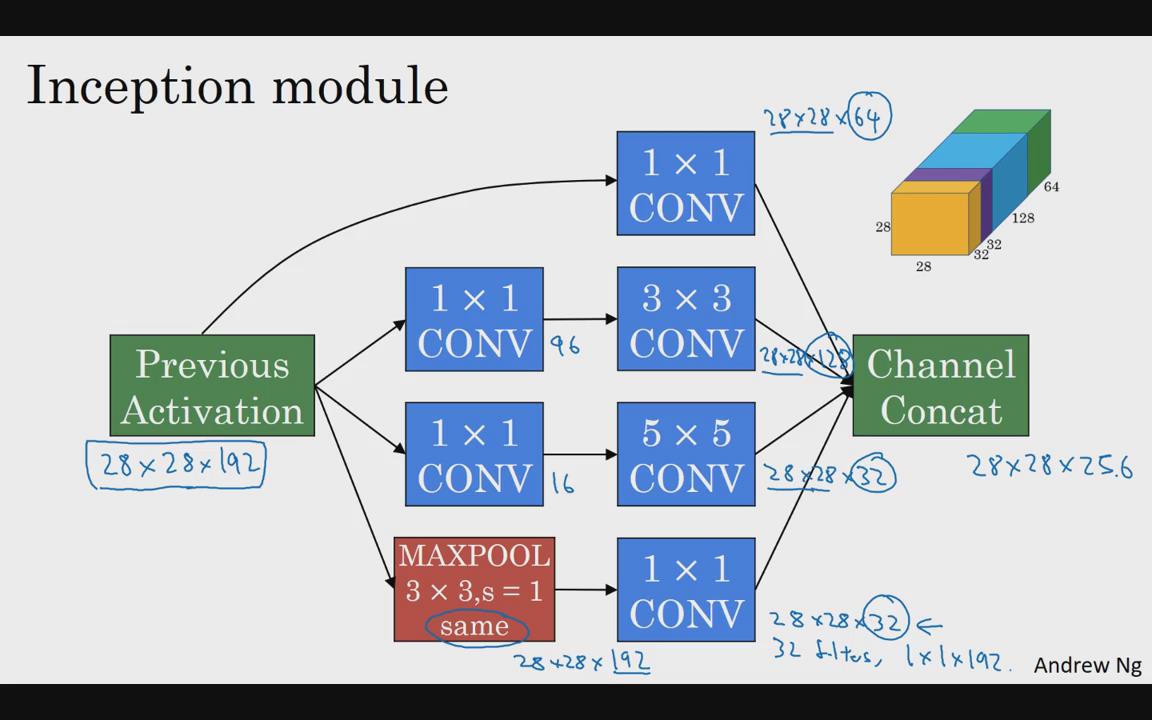 Inception module
28×28×64
1 × 1
CONV
28
28
32
32
128
64
1 × 1
CONV
96
3 × 3
CONV
28×28×128
Previous
Activation
28×28×192
Channel
Concat
28×28×256
1 × 1
CONV
16
5 × 5
CONV
28×28×32
MAXPOOL
3 × 3,s = 1
same
28×28×192
1 × 1
CONV
28×28×32 ←
32 filters, 1×1×192.
Andrew Ng